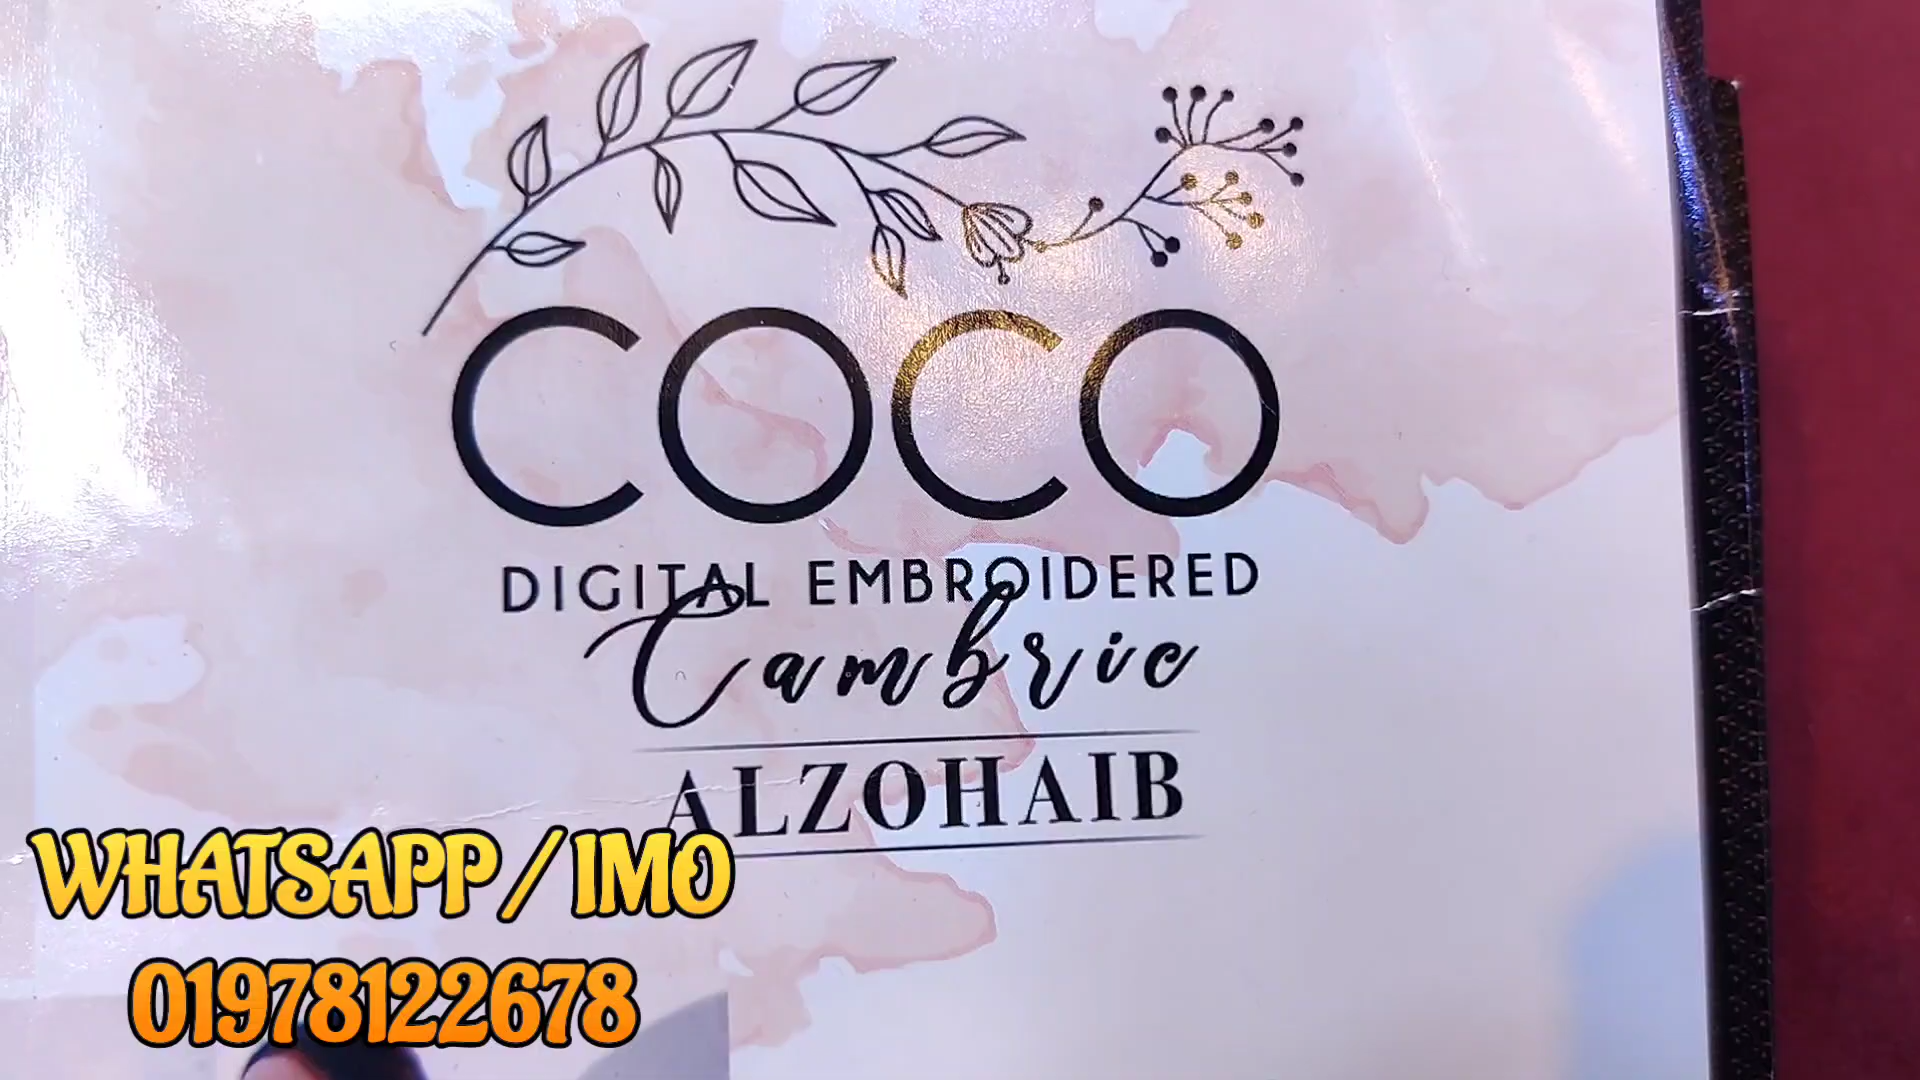 COCO
DIGITAL EMBROIDERED
Cambric
ALZOHAIB
WHATSAPP/IMO
01978122678